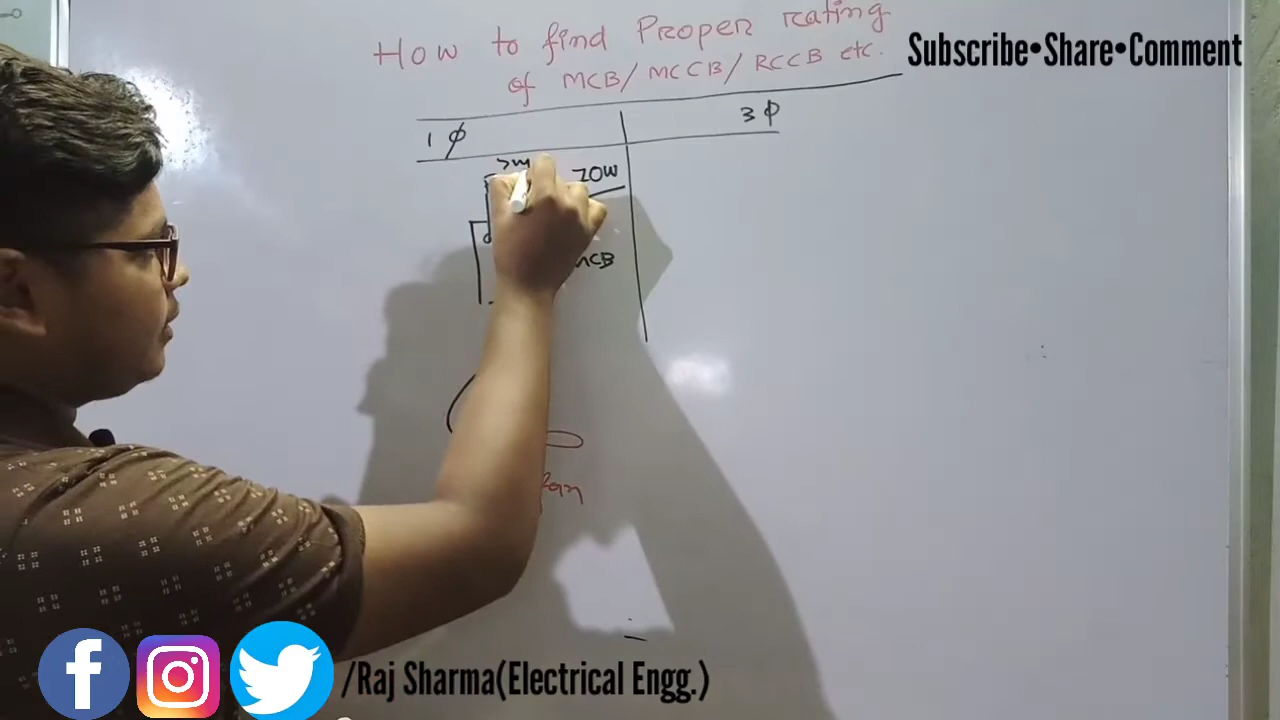 How to find Proper rating
of MCB/ MCCB/ RCCB etc.
Subscribe•Share•Comment
1 φ
3 φ
70W
MCB
fan
/Raj Sharma(Electrical Engg.)